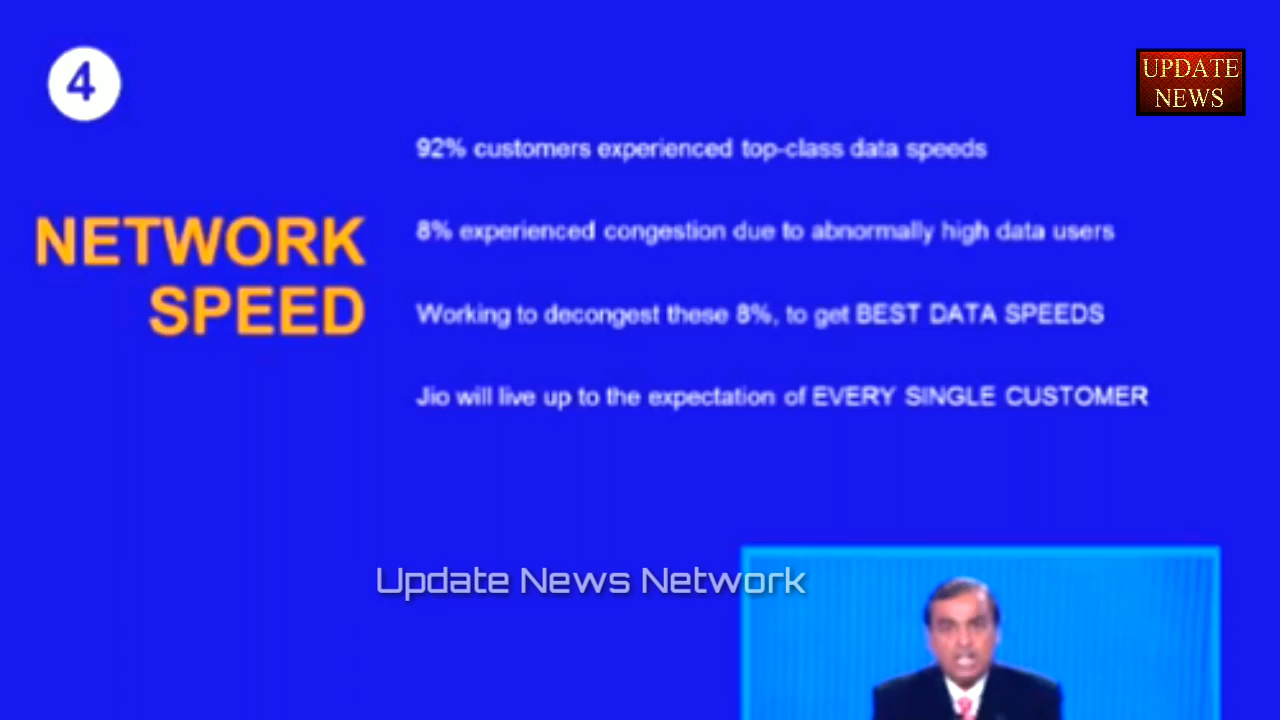 4
UPDATE
NEWS
92% customers experienced top-class data speeds
NETWORK
SPEED
8% experienced congestion due to abnormally high data users
Working to decongest these 8%, to get BEST DATA SPEEDS
Jio will live up to the expectation of EVERY SINGLE CUSTOMER
Update News Network